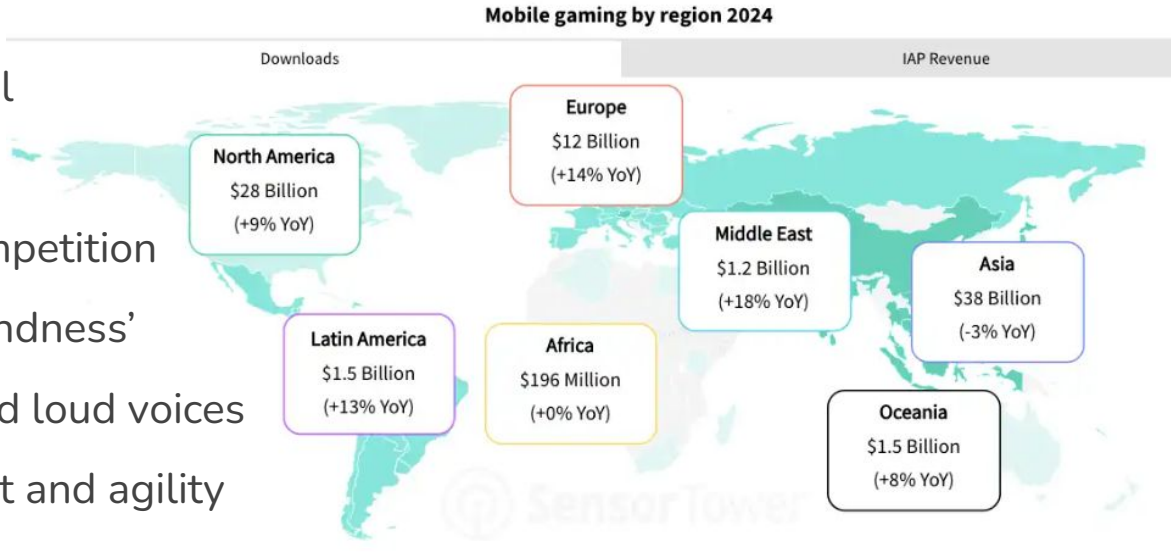 Mobile gaming by region 2024
Downloads
IAP Revenue
l
npetition
ndness’
d loud voices
t and agility
North America
$28 Billion
(+9% YoY)
Europe
$12 Billion
(+14% YoY)
Middle East
$1.2 Billion
(+18% YoY)
Asia
$38 Billion
(-3% YoY)
Latin America
$1.5 Billion
(+13% YoY)
Africa
$196 Million
(+0% YoY)
Oceania
$1.5 Billion
(+8% YoY)
SensorTower